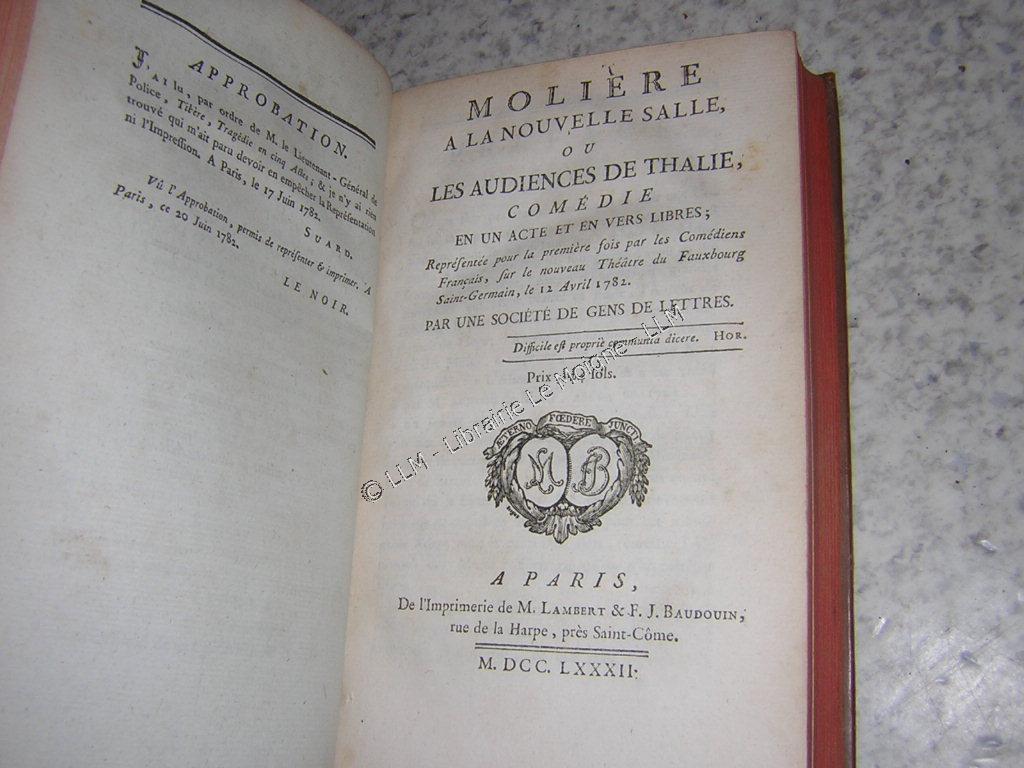 APPROBATION.
J'AI lu, par ordre de M. le Lieutenant-Général de
Police, Tibère, Tragédie en cinq Actes; & je n'y ai rien
trouvé qui m'ait paru devoir en empêcher la Repréſentation
ni l'Impreſſion. A Paris, le 17 Juin 1782.
SUARD.
Vû l'Approbation, permis de repréſenter & imprimer. A
Paris, ce 20 Juin 1782.
LE NOIR.
MOLIÈRE
A LA NOUVELLE SALLE,
OU
LES AUDIENCES DE THALIE,
COMÉDIE
EN UN ACTE ET EN VERS LIBRES;
Repréſentée pour la première fois par les Comédiens
Français, ſur le nouveau Théâtre du Fauxbourg
Saint-Germain, le 12 Avril 1782.
PAR UNE SOCIÉTÉ DE GENS DE LETTRES.
Difficile eſt propriè communia dicere. HOR.
Prix ſols.
ÆTERNO FŒDERE JUNCTI
ML B
A PARIS,
De l'Imprimerie de M. LAMBERT & F. J. BAUDOUIN,
rue de la Harpe, près Saint-Côme.
M. DCC. LXXXII.
© LLM - Librairie Le Moigne - LLM